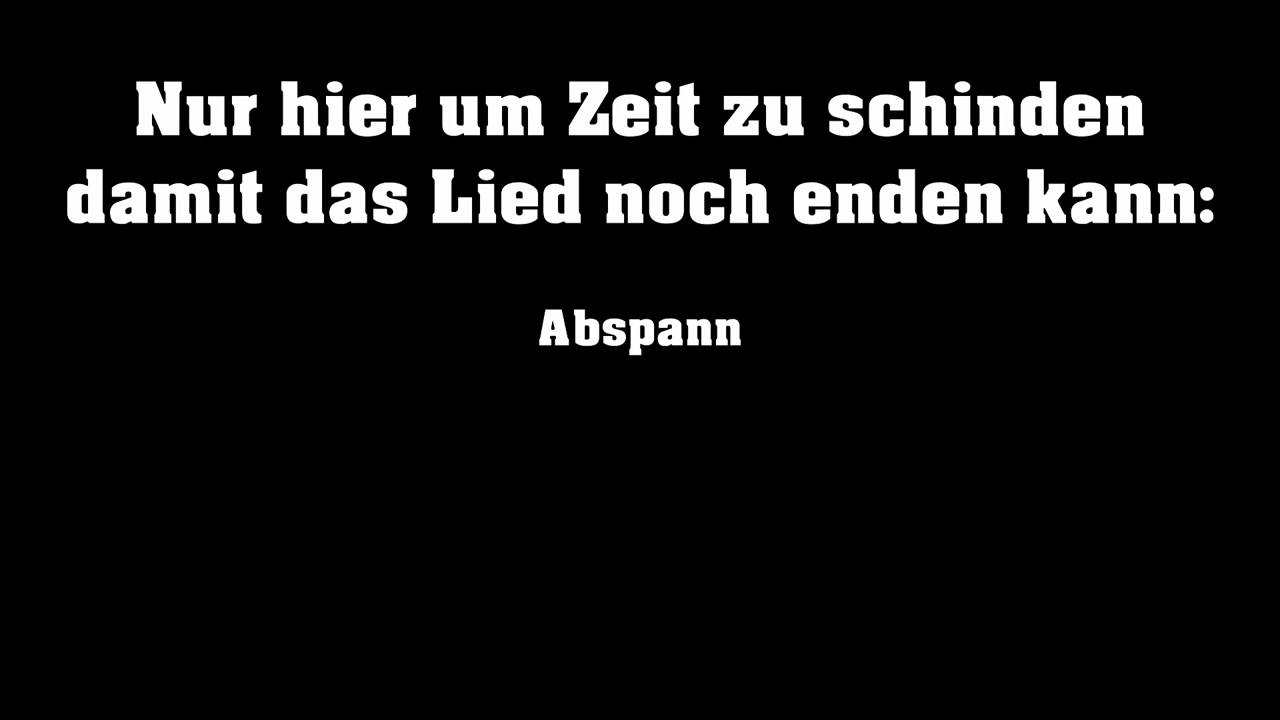 Nur hier um Zeit zu schinden
damit das Lied noch enden kann:
Abspann